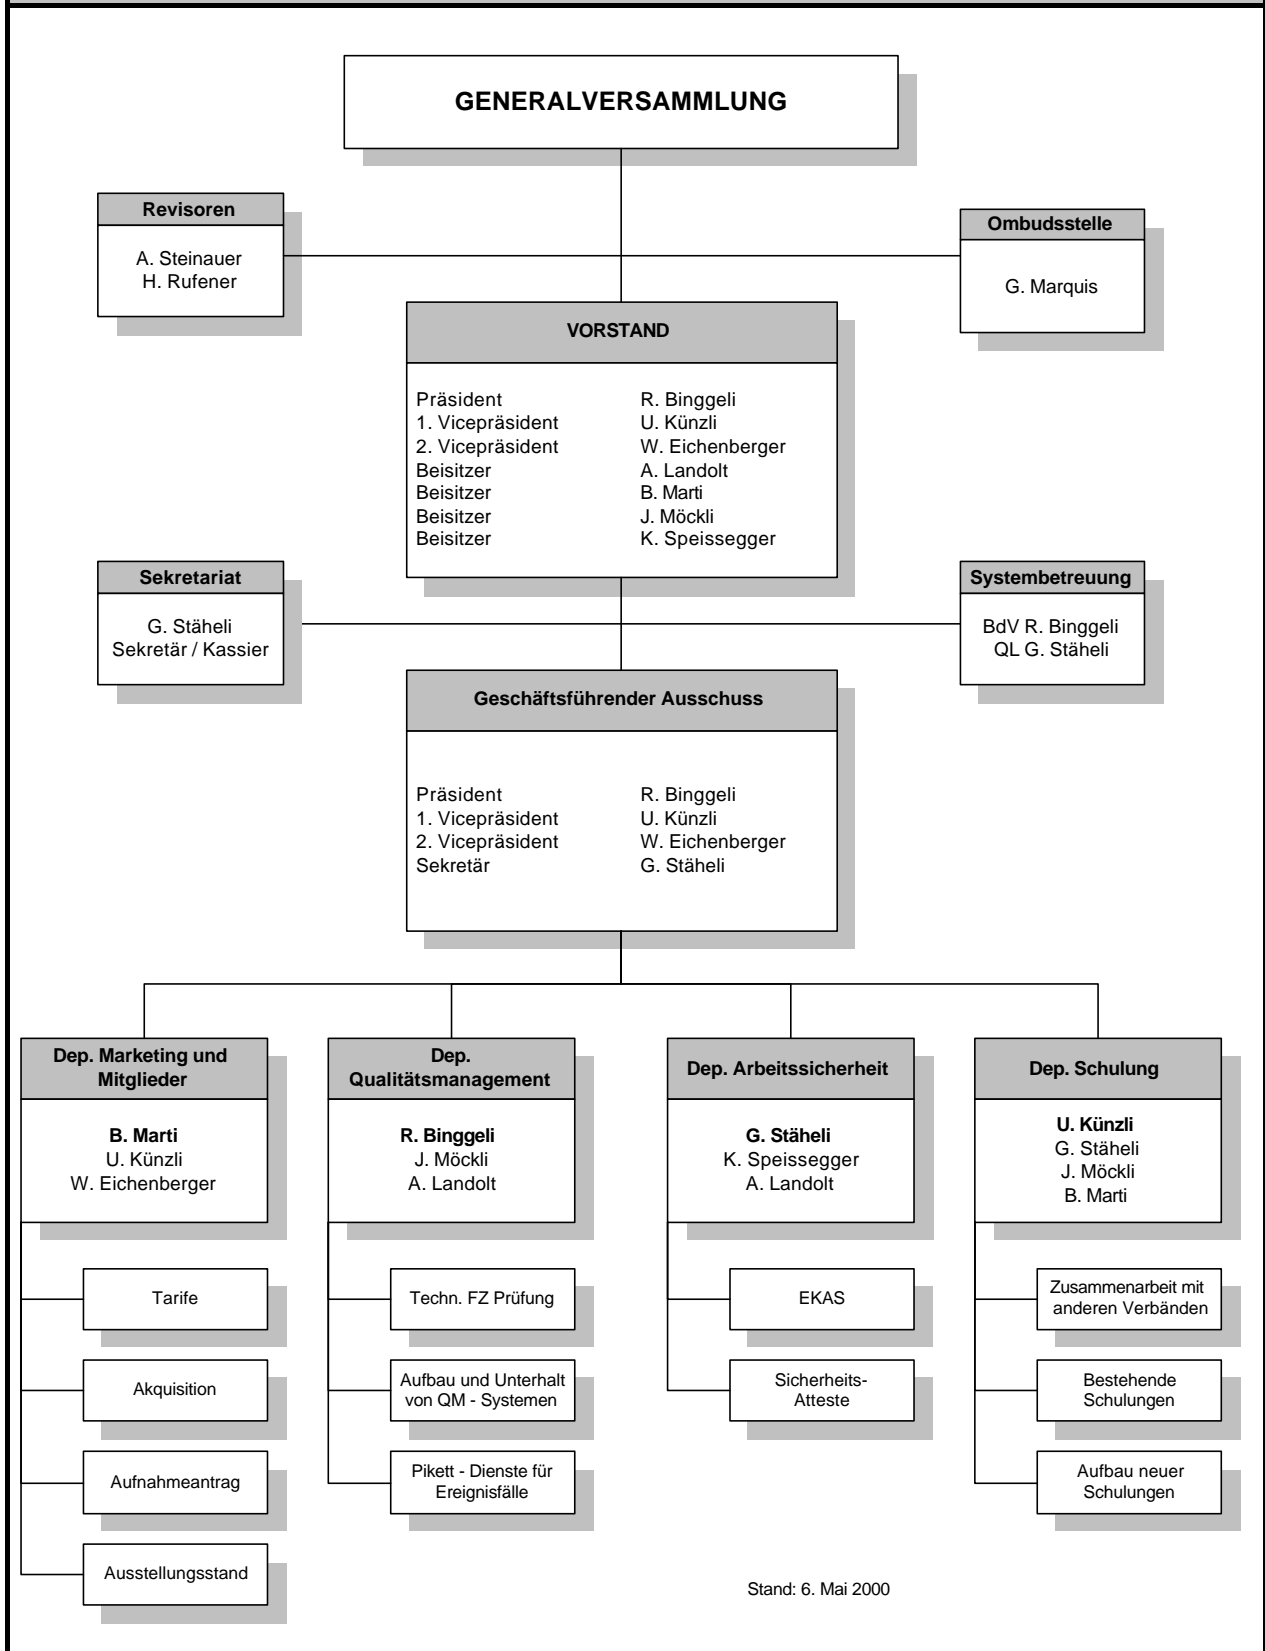 GENERALVERSAMMLUNG
Revisoren
A. Steinauer
H. Rufener
Ombudsstelle
G. Marquis
VORSTAND
Präsident R. Binggeli
1. Vicepräsident U. Künzli
2. Vicepräsident W. Eichenberger
Beisitzer A. Landolt
Beisitzer B. Marti
Beisitzer J. Möckli
Beisitzer K. Speissegger
Sekretariat
G. Stäheli
Sekretär / Kassier
Systembetreuung
BdV R. Binggeli
QL G. Stäheli
Geschäftsführender Ausschuss
Präsident R. Binggeli
1. Vicepräsident U. Künzli
2. Vicepräsident W. Eichenberger
Sekretär G. Stäheli
Dep. Marketing und
Mitglieder
B. Marti
U. Künzli
W. Eichenberger
Tarife
Akquisition
Aufnahmeantrag
Ausstellungsstand
Dep.
Qualitätsmanagement
R. Binggeli
J. Möckli
A. Landolt
Techn. FZ Prüfung
Aufbau und Unterhalt
von QM - Systemen
Pikett - Dienste für
Ereignisfälle
Dep. Arbeitssicherheit
G. Stäheli
K. Speissegger
A. Landolt
EKAS
Sicherheits-
Atteste
Dep. Schulung
U. Künzli
G. Stäheli
J. Möckli
B. Marti
Zusammenarbeit mit
anderen Verbänden
Bestehende
Schulungen
Aufbau neuer
Schulungen
Stand: 6. Mai 2000